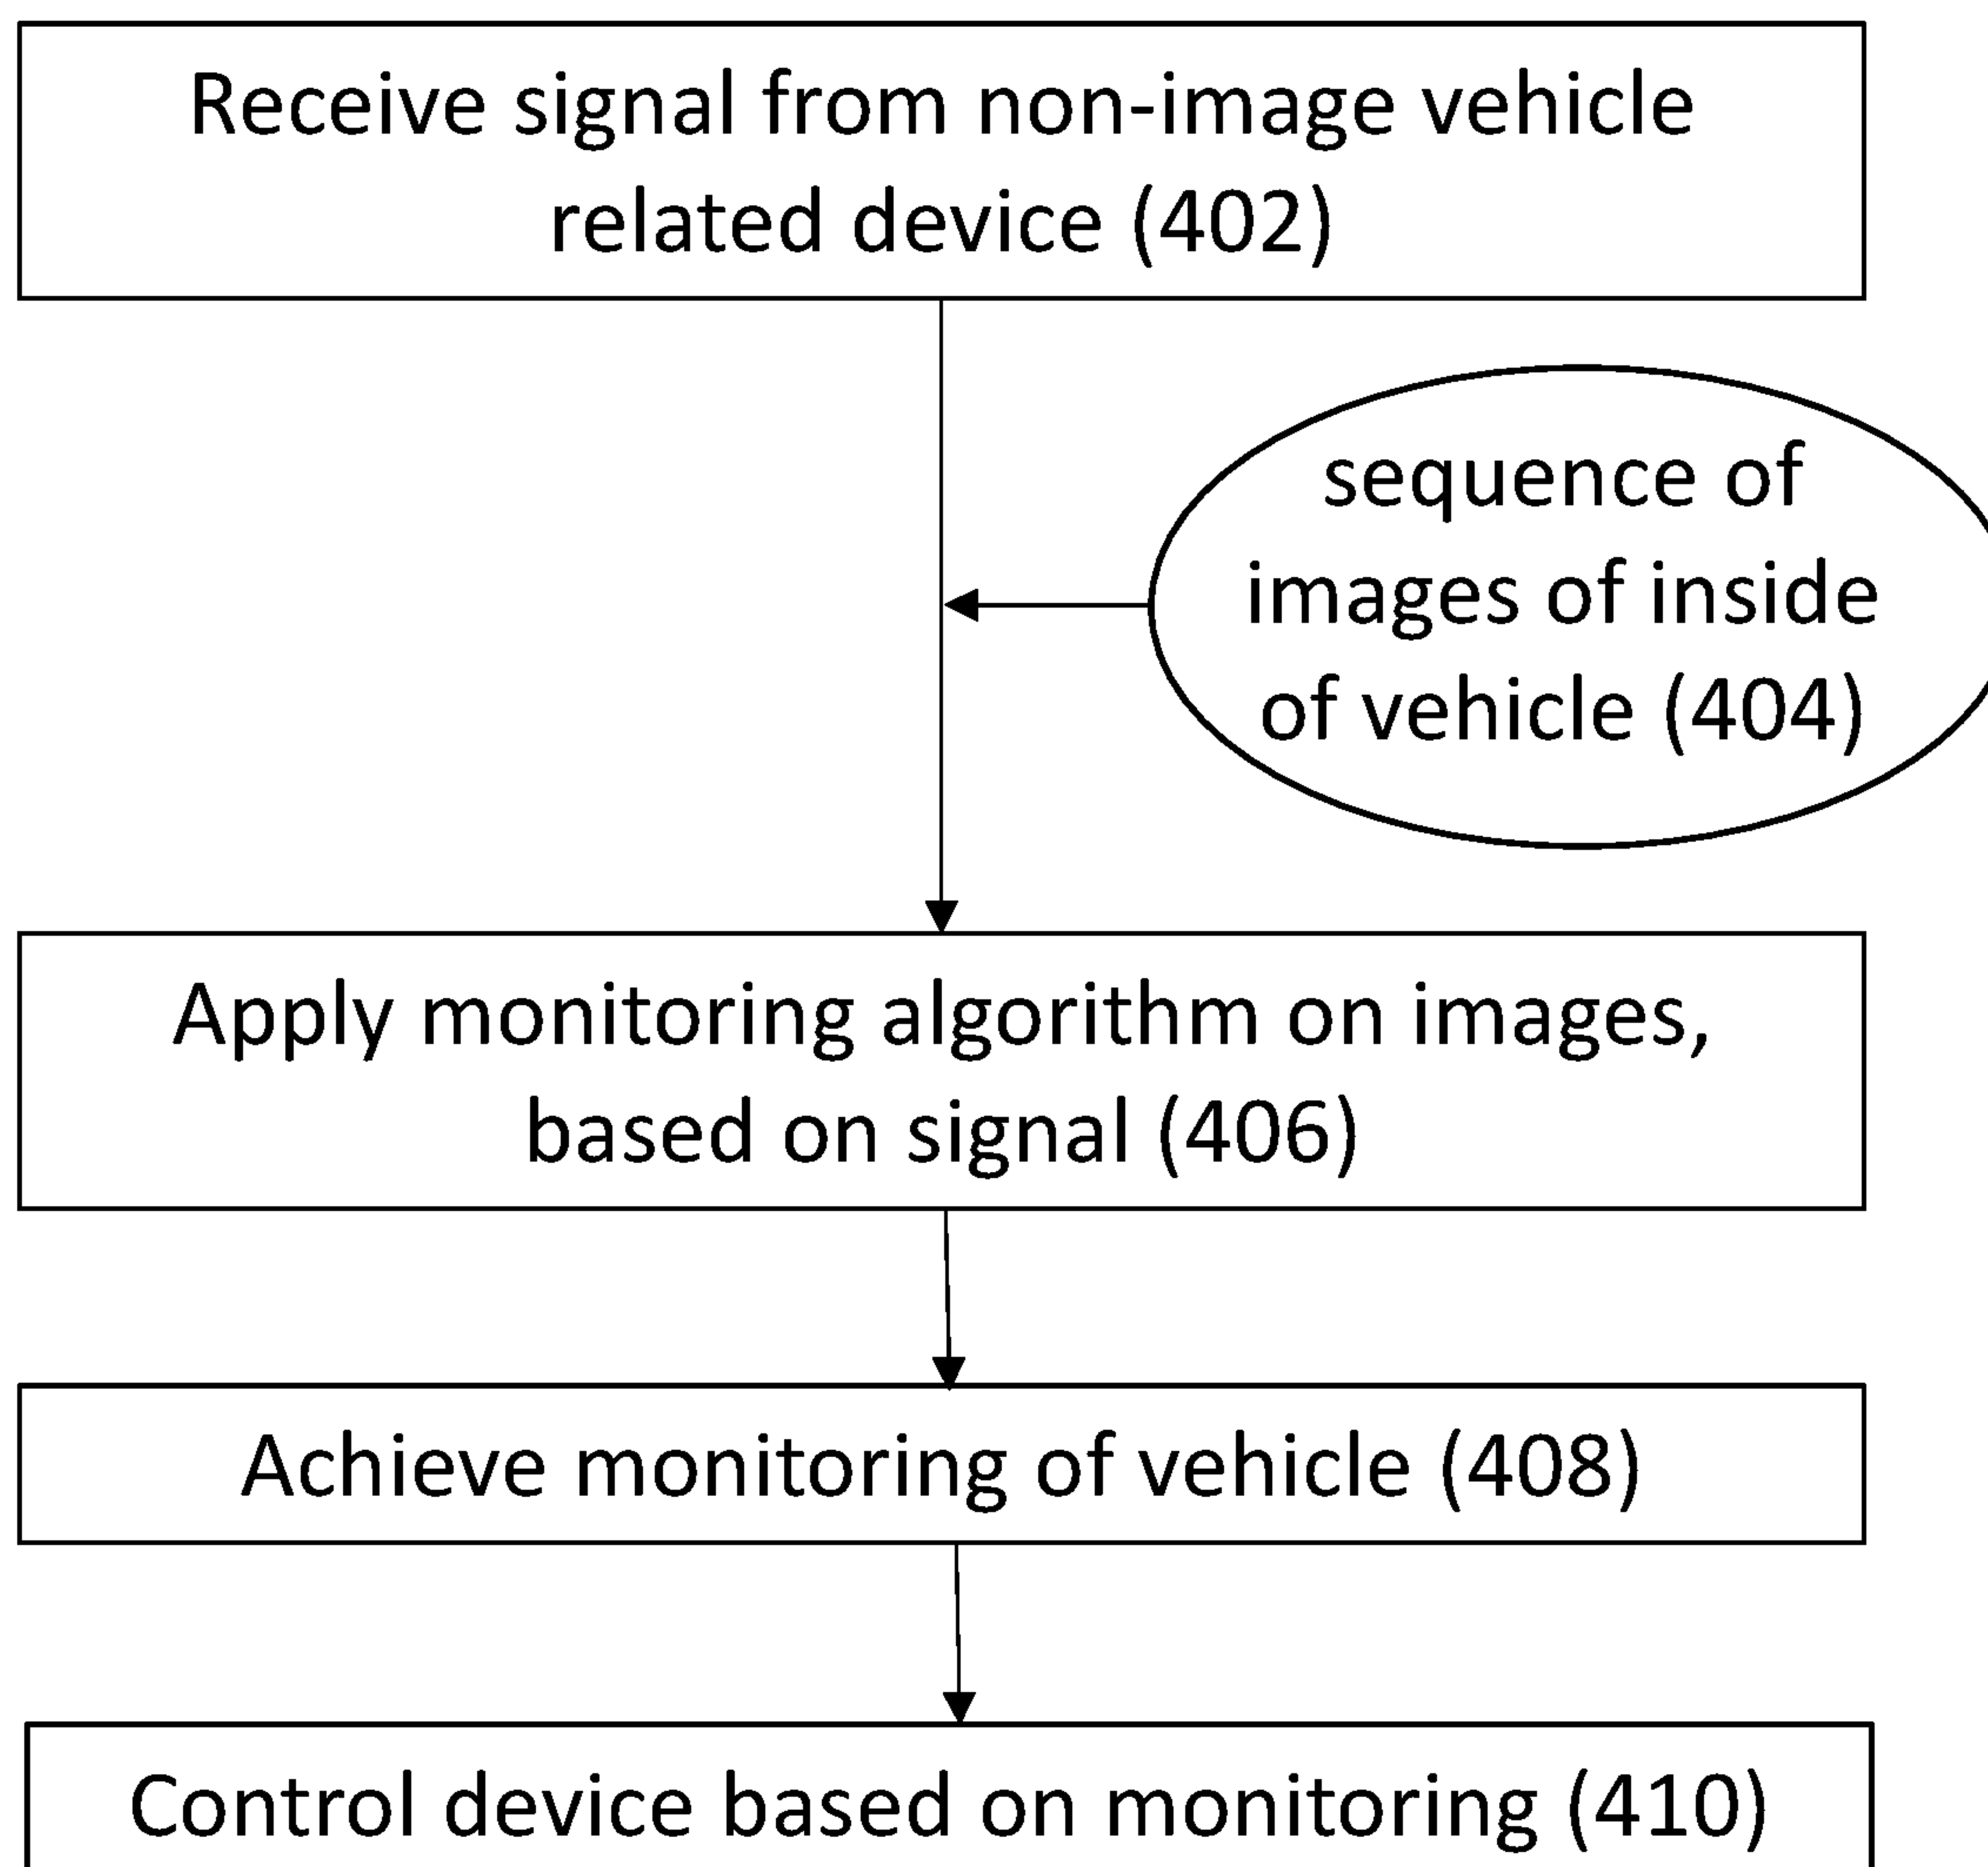 Receive signal from non-image vehicle
related device (402)
sequence of
images of inside
of vehicle (404)
Apply monitoring algorithm on images,
based on signal (406)
Achieve monitoring of vehicle (408)
Control device based on monitoring (410)